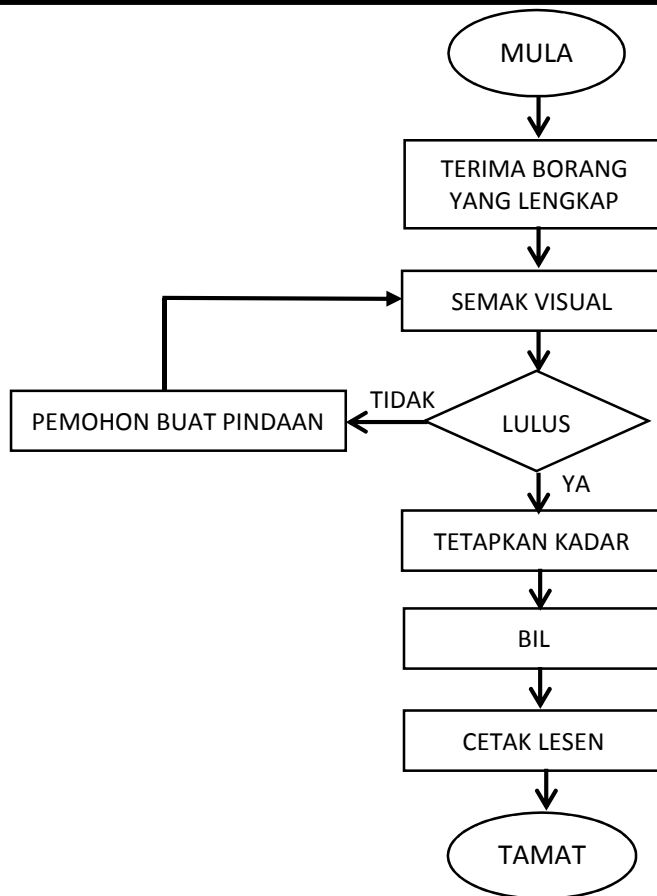 MULA
TERIMA BORANG
YANG LENGKAP
SEMAK VISUAL
LULUS
TIDAK
PEMOHON BUAT PINDAAN
YA
TETAPKAN KADAR
BIL
CETAK LESEN
TAMAT